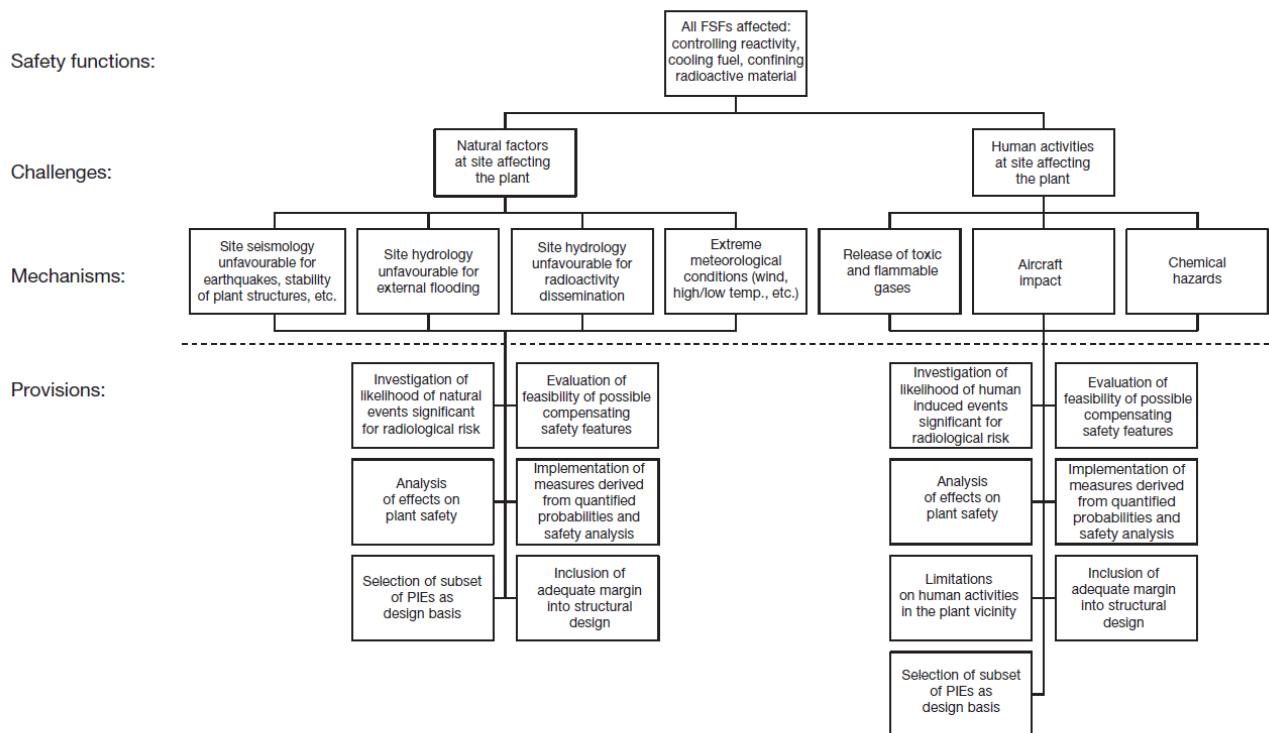 Safety functions:
All FSFs affected:
controlling reactivity,
cooling fuel, confining
radioactive material
Challenges:
Natural factors
at site affecting
the plant
Human activities
at site affecting
the plant
Mechanisms:
Site seismology
unfavourable for
earthquakes, stability
of plant structures, etc.
Site hydrology
unfavourable for
external flooding
Site hydrology
unfavourable for
radioactivity
dissemination
Extreme
meteorological
conditions (wind,
high/low temp., etc.)
Release of toxic
and flammable
gases
Aircraft
impact
Chemical
hazards
Provisions:
Investigation of
likelihood of natural
events significant
for radiological risk
Evaluation of
feasibility of possible
compensating
safety features
Analysis
of effects on
plant safety
Implementation of
measures derived
from quantified
probabilities and
safety analysis
Selection of subset
of PIEs as
design basis
Inclusion of
adequate margin
into structural
design
Investigation of
likelihood of human
induced events
significant for
radiological risk
Evaluation of
feasibility of possible
compensating
safety features
Analysis
of effects on
plant safety
Implementation of
measures derived
from quantified
probabilities and
safety analysis
Limitations
on human activities
in the plant vicinity
Inclusion of
adequate margin
into structural
design
Selection of subset
of PIEs as
design basis